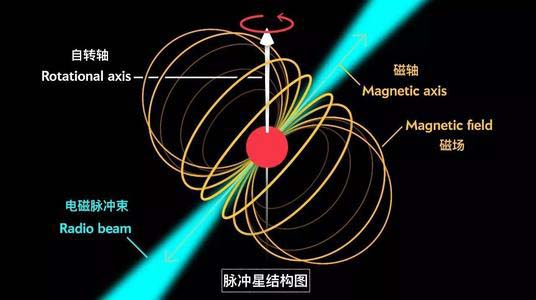 自转轴
Rotational axis
磁轴
Magnetic axis
Magnetic field
磁场
电磁脉冲束
Radio beam
脉冲星结构图